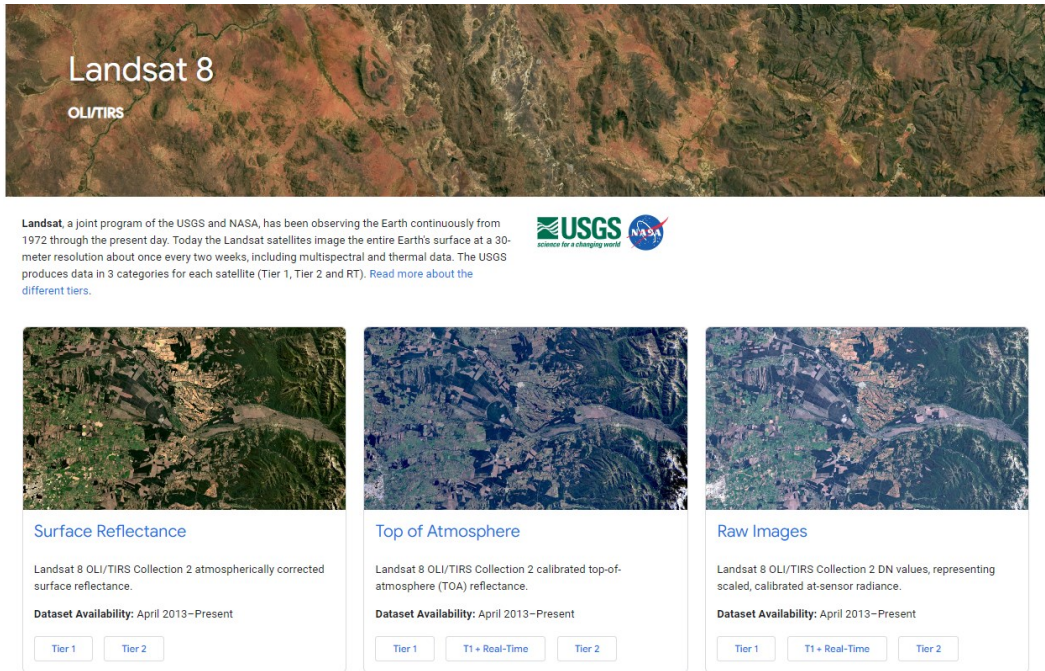 Landsat 8
OLI/TIRS
Landsat, a joint program of the USGS and NASA, has been observing the Earth continuously from
1972 through the present day. Today the Landsat satellites image the entire Earth's surface at a 30-
meter resolution about once every two weeks, including multispectral and thermal data. The USGS
produces data in 3 categories for each satellite (Tier 1, Tier 2 and RT). Read more about the
different tiers.
USGS
science for a changing world
NASA
Surface Reflectance
Landsat 8 OLI/TIRS Collection 2 atmospherically corrected
surface reflectance.
Dataset Availability: April 2013–Present
Tier 1
Tier 2
Top of Atmosphere
Landsat 8 OLI/TIRS Collection 2 calibrated top-of-
atmosphere (TOA) reflectance.
Dataset Availability: April 2013–Present
Tier 1
T1 + Real-Time
Tier 2
Raw Images
Landsat 8 OLI/TIRS Collection 2 DN values, representing
scaled, calibrated at-sensor radiance.
Dataset Availability: April 2013–Present
Tier 1
T1 + Real-Time
Tier 2